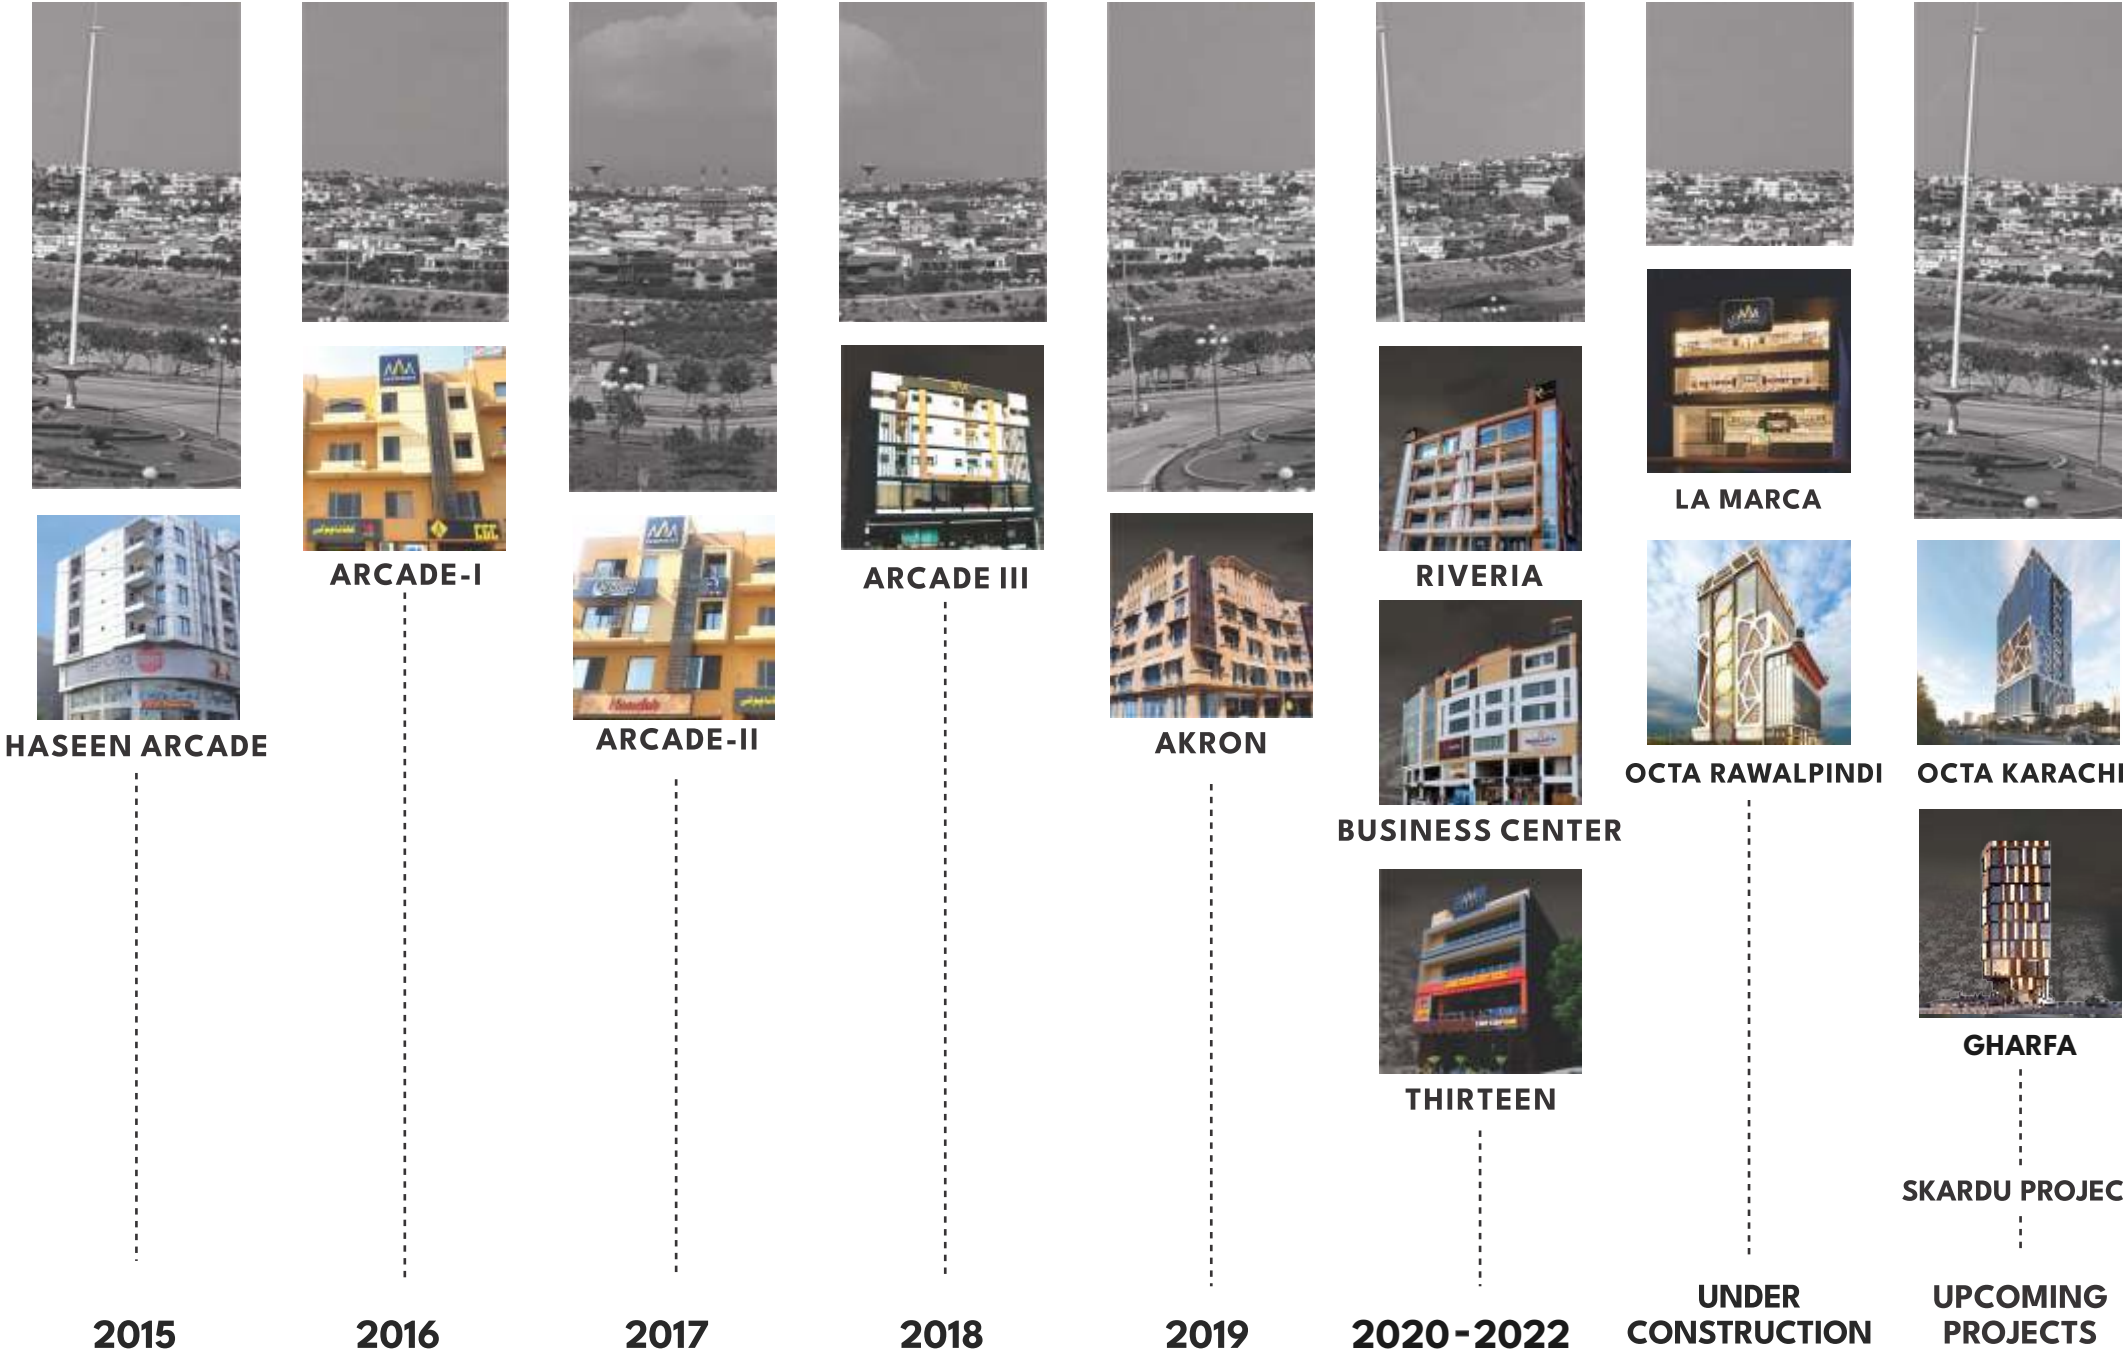 CGC
ARCADE-I
LA MARCA
RIVERIA
ARCADE III
HASEEN ARCADE
ARCADE-II
AKRON
OCTA RAWALPINDI
OCTA KARACHI
BUSINESS CENTER
GHARFA
THIRTEEN
SKARDU PROJEC
2015
2016
2017
2018
2019
2020-2022
UNDER
CONSTRUCTION
UPCOMING
PROJECTS